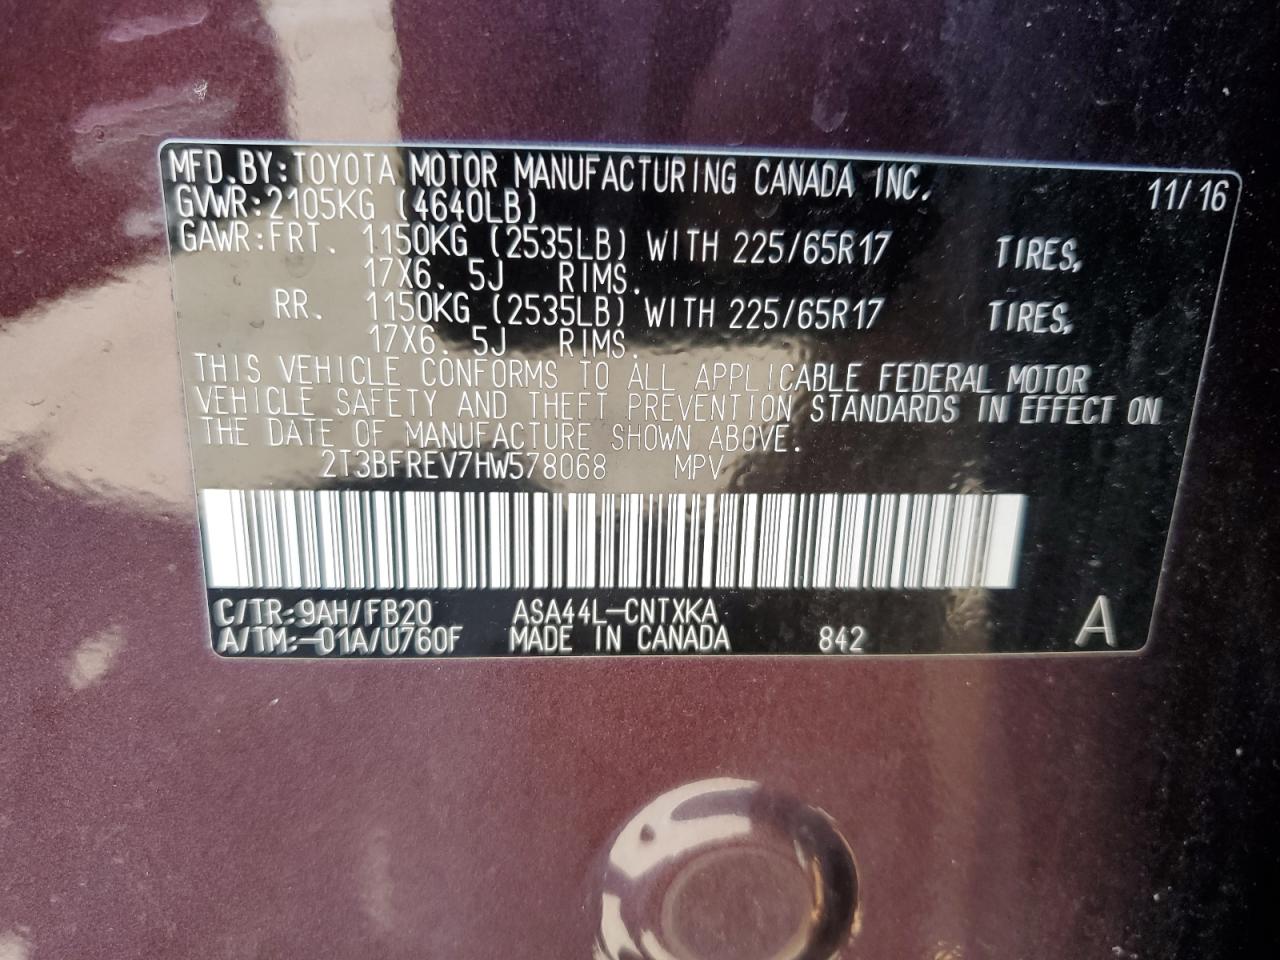 MFD.BY:TOYOTA MOTOR MANUFACTURING CANADA INC. 11/16
GVWR:2105KG (4640LB)
GAWR:FRT. 1150KG (2535LB) WITH 225/65R17 TIRES,
17X6.5J RIMS.
RR. 1150KG (2535LB) WITH 225/65R17 TIRES,
17X6.5J RIMS.
THIS VEHICLE CONFORMS TO ALL APPLICABLE FEDERAL MOTOR
VEHICLE SAFETY AND THEFT PREVENTION STANDARDS IN EFFECT ON
THE DATE OF MANUFACTURE SHOWN ABOVE.
2T3BFREV7HW578068 MPV
C/TR:9AH/FB20 ASA44L-CNTXKA
A/TM:-01A/U760F MADE IN CANADA 842 A